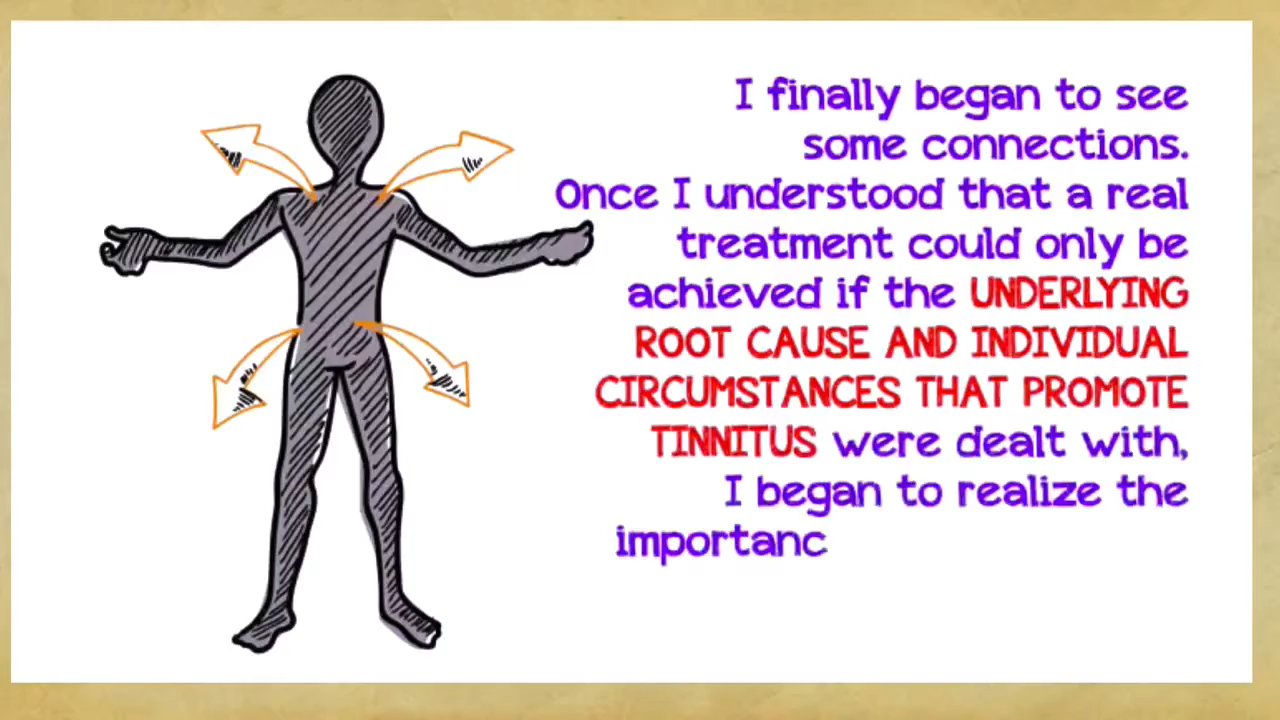 I finally began to see
some connections.
Once I understood that a real
treatment could only be
achieved if the UNDERLYING
ROOT CAUSE AND INDIVIDUAL
CIRCUMSTANCES THAT PROMOTE
TINNITUS were dealt with,
I began to realize the
importanc